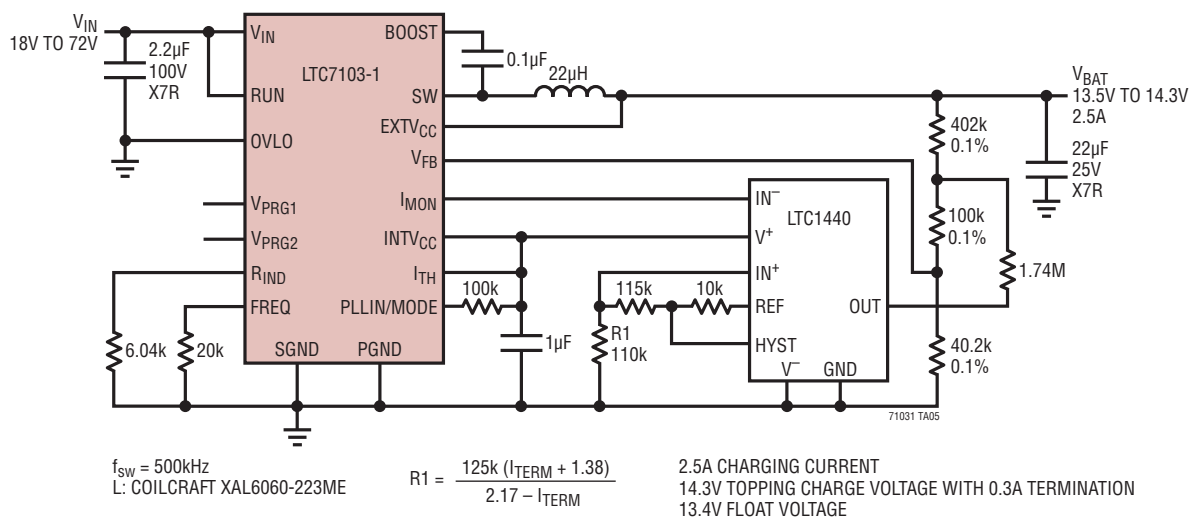 V_IN
18V TO 72V
2.2µF
100V
X7R
V_IN
RUN
OVLO
V_PRG1
V_PRG2
R_IND
FREQ
LTC7103-1
BOOST
SW
EXTV_CC
V_FB
I_MON
INTV_CC
I_TH
PLLIN/MODE
SGND
PGND
6.04k
20k
0.1µF
22µH
100k
1µF
115k
10k
R1
110k
IN⁻
V⁺
IN⁺
REF
HYST
V⁻
GND
LTC1440
OUT
V_BAT
13.5V TO 14.3V
2.5A
402k
0.1%
22µF
25V
X7R
100k
0.1%
1.74M
40.2k
0.1%
71031 TA05
f_SW = 500kHz
L: COILCRAFT XAL6060-223ME
R1 = 125k (I_TERM + 1.38)
2.17 – I_TERM
2.5A CHARGING CURRENT
14.3V TOPPING CHARGE VOLTAGE WITH 0.3A TERMINATION
13.4V FLOAT VOLTAGE